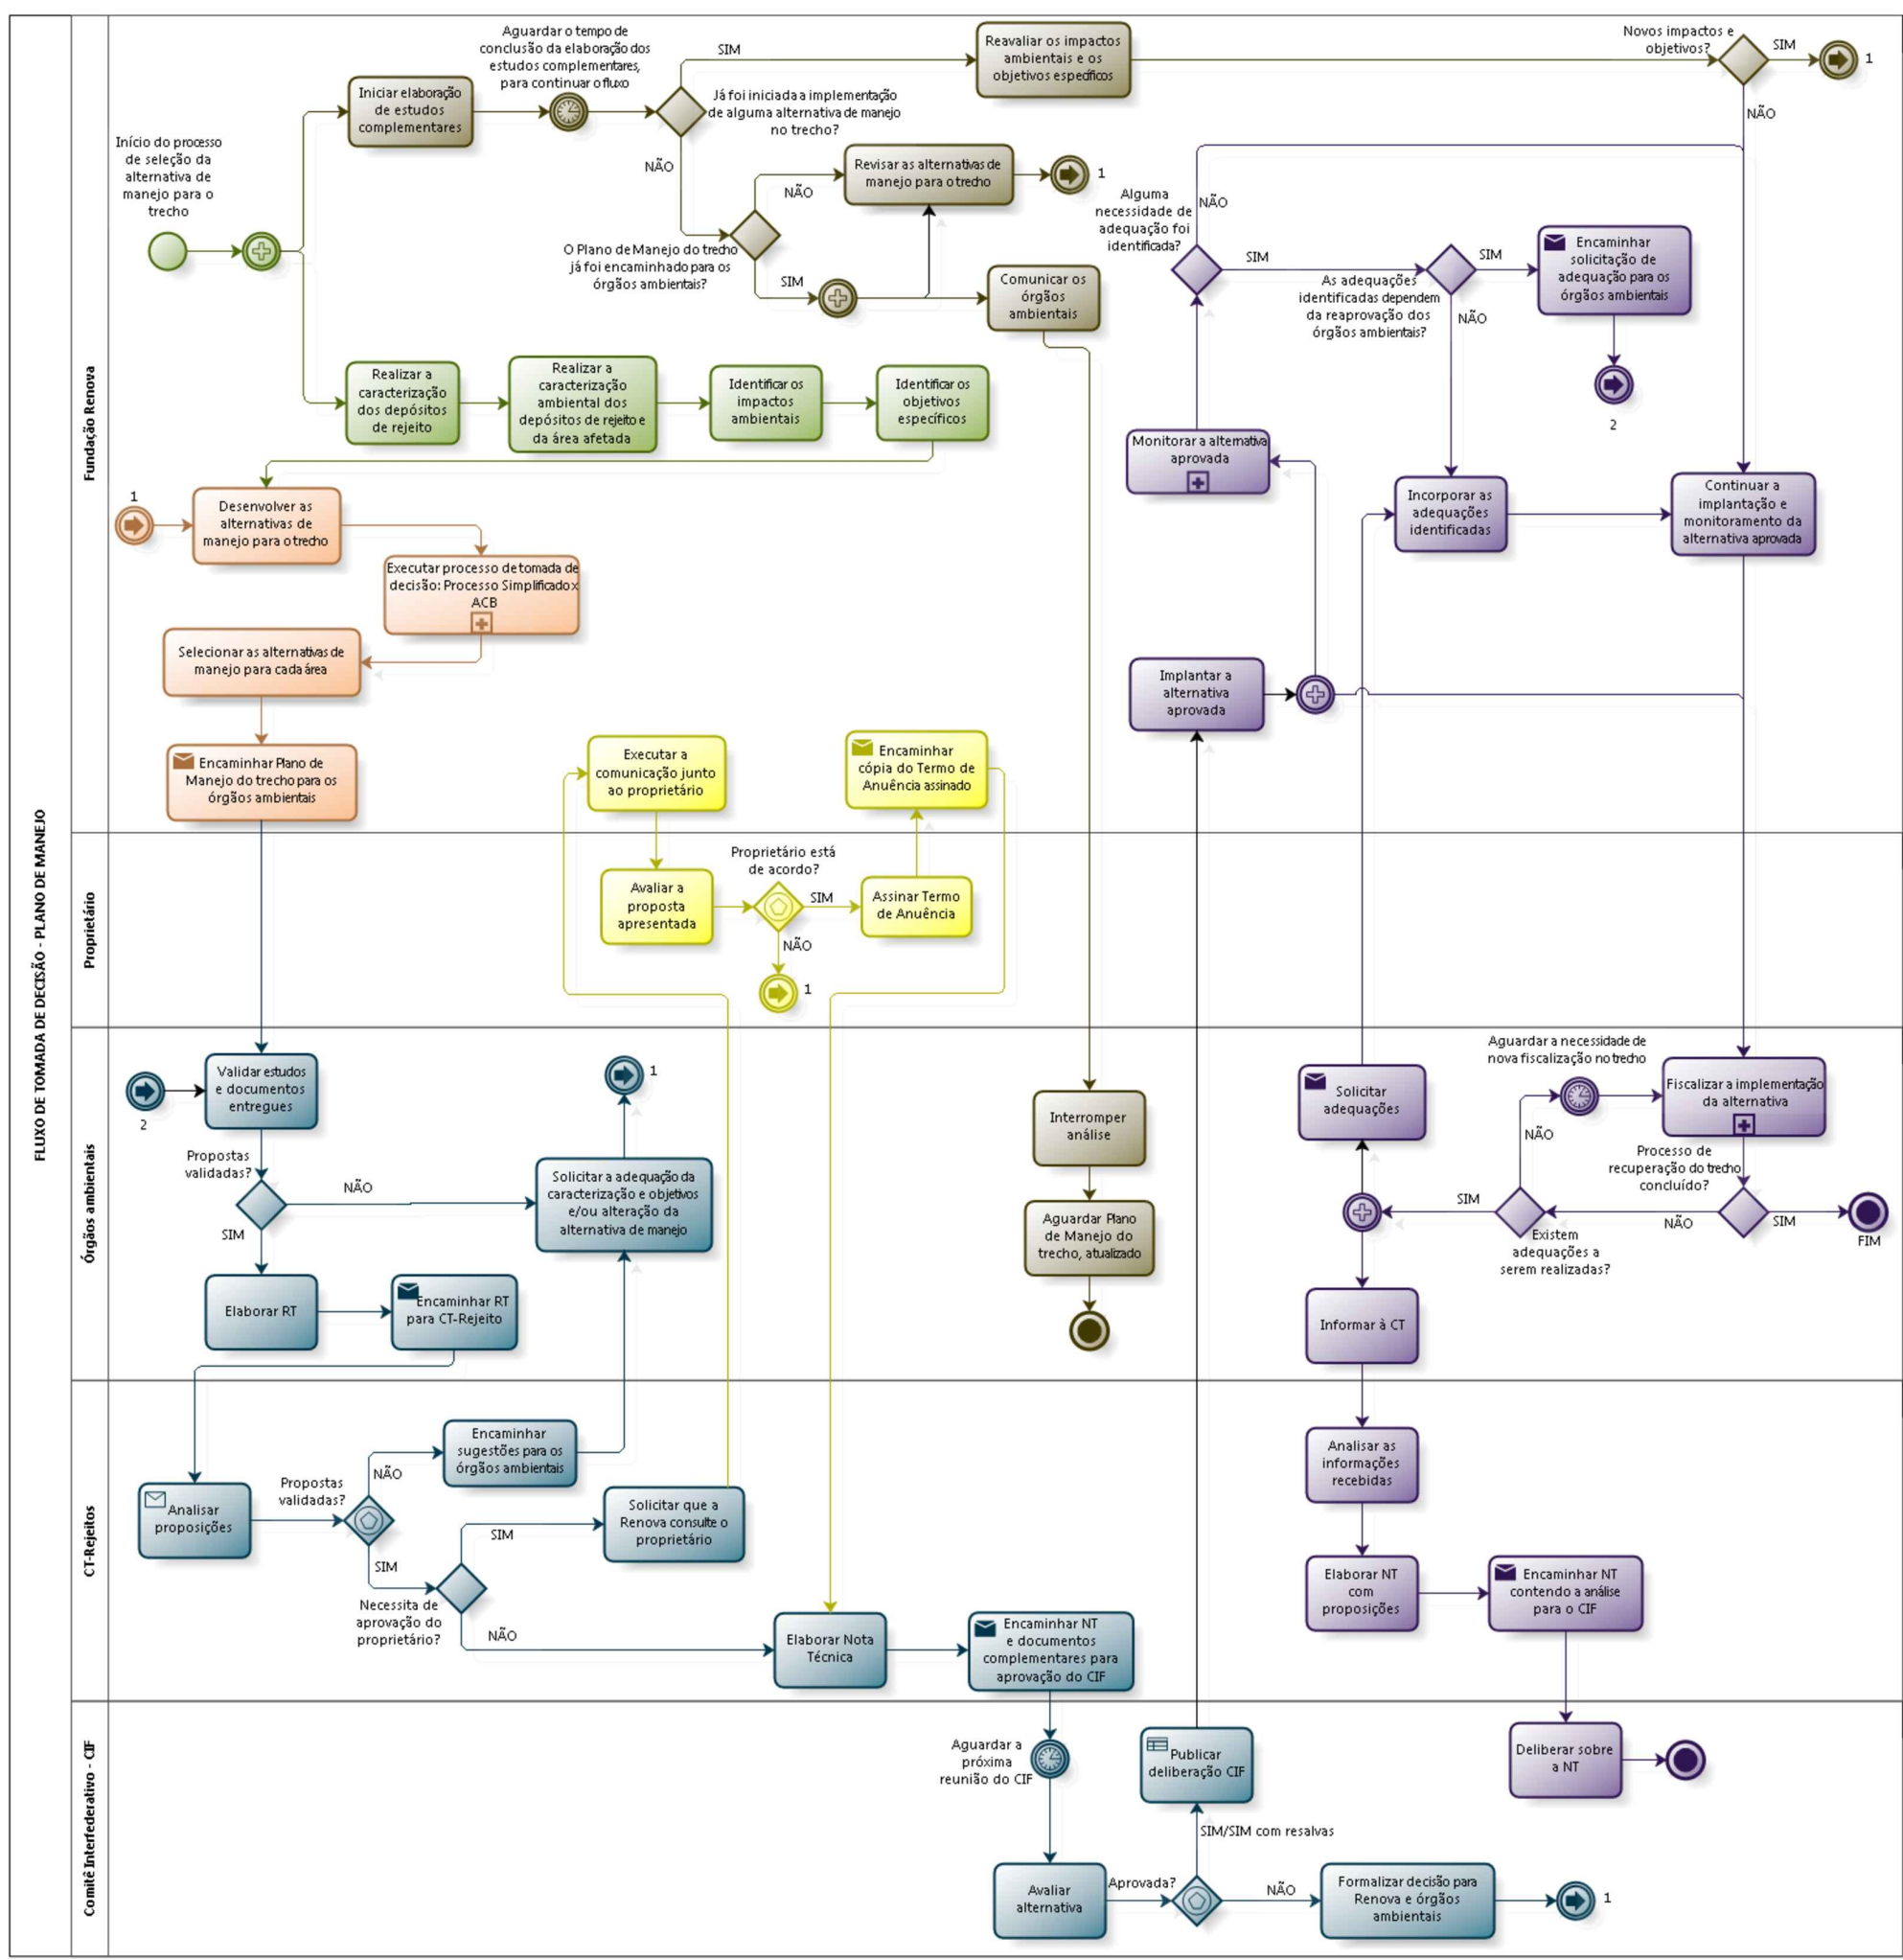 FLUXO DE TOMADA DE DECISÃO - PLANO DE MANEJO
Fundação Renova
Início do processo
de seleção da
alternativa de
manejo para o
trecho
Iniciar elaboração
de estudos
complementares
Aguardar o tempo de
conclusão da elaboração dos
estudos complementares,
para continuar o fluxo
Já foi iniciada a implementação
de alguma alternativa de manejo
no trecho?
SIM
NÃO
Reavaliar os impactos
ambientais e os
objetivos específicos
Novos impactos e
objetivos?
SIM
1
NÃO
O Plano de Manejo do trecho
já foi encaminhado para os
órgãos ambientais?
NÃO
SIM
Revisar as alternativas de
manejo para o trecho
1
Comunicar os
órgãos
ambientais
Realizar a
caracterização
dos depósitos
de rejeito
Realizar a
caracterização
ambiental dos
depósitos de rejeito e
da área afetada
Identificar os
impactos
ambientais
Identificar os
objetivos
específicos
1
Desenvolver as
alternativas de
manejo para o trecho
Executar processo de tomada de
decisão: Processo Simplificado x
ACB
Selecionar as alternativas de
manejo para cada área
Encaminhar Plano de
Manejo do trecho para os
órgãos ambientais
Executar a
comunicação junto
ao proprietário
Encaminhar
cópia do Termo de
Anuência assinado
Alguma
necessidade de
adequação foi
identificada?
NÃO
SIM
As adequações
identificadas dependem
da reaprovação dos
órgãos ambientais?
SIM
NÃO
Encaminhar
solicitação de
adequação para os
órgãos ambientais
2
Monitorar a alternativa
aprovada
Incorporar as
adequações
identificadas
Continuar a
implantação e
monitoramento da
alternativa aprovada
Implantar a
alternativa
aprovada
Proprietário
Avaliar a
proposta
apresentada
Proprietário está
de acordo?
SIM
NÃO
1
Assinar Termo
de Anuência
Órgãos ambientais
2
Validar estudos
e documentos
entregues
Propostas
validadas?
NÃO
SIM
1
Solicitar a adequação da
caracterização e objetivos
e/ou alteração da
alternativa de manejo
Elaborar RT
Encaminhar RT
para CT-Rejeito
Interromper
análise
Aguardar Plano
de Manejo do
trecho, atualizado
Solicitar
adequações
Aguardar a necessidade de
nova fiscalização no trecho
Fiscalizar a implementação
da alternativa
NÃO
Processo de
recuperação do trecho
concluído?
SIM
NÃO
SIM
FIM
Existem
adequações a
serem realizadas?
Informar à CT
CT-Rejeitos
Analisar
proposições
Propostas
validadas?
NÃO
SIM
Encaminhar
sugestões para os
órgãos ambientais
Necessita de
aprovação do
proprietário?
SIM
NÃO
Solicitar que a
Renova consulte o
proprietário
Elaborar Nota
Técnica
Encaminhar NT
e documentos
complementares para
aprovação do CIF
Analisar as
informações
recebidas
Elaborar NT
com
proposições
Encaminhar NT
contendo a análise
para o CIF
Comitê Interfederativo - CIF
Aguardar a
próxima
reunião do CIF
Avaliar
alternativa
Aprovada?
Publicar
deliberação CIF
SIM/SIM com resalvas
NÃO
Formalizar decisão para
Renova e órgãos
ambientais
1
Deliberar sobre
a NT